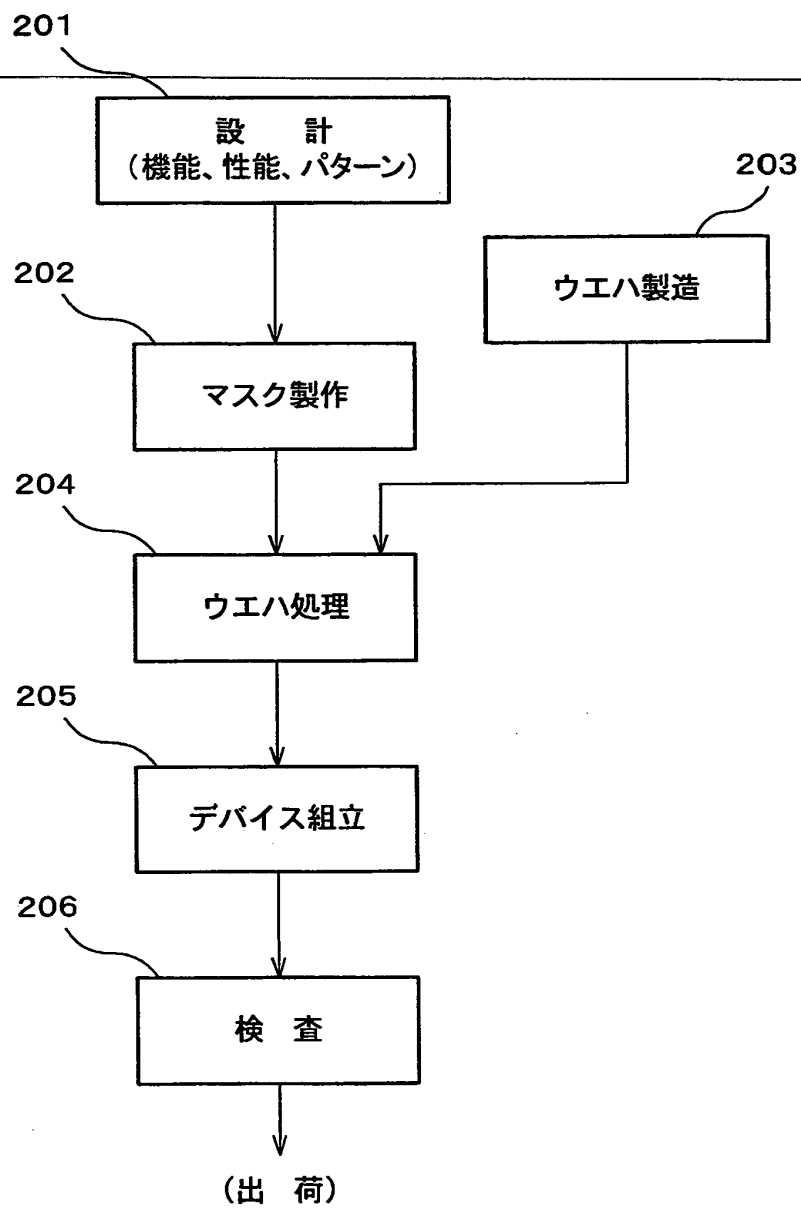 201
設　　計
（機能、性能、パターン）
203
ウエハ製造
202
マスク製作
204
ウエハ処理
205
デバイス組立
206
検　査
（出　荷）